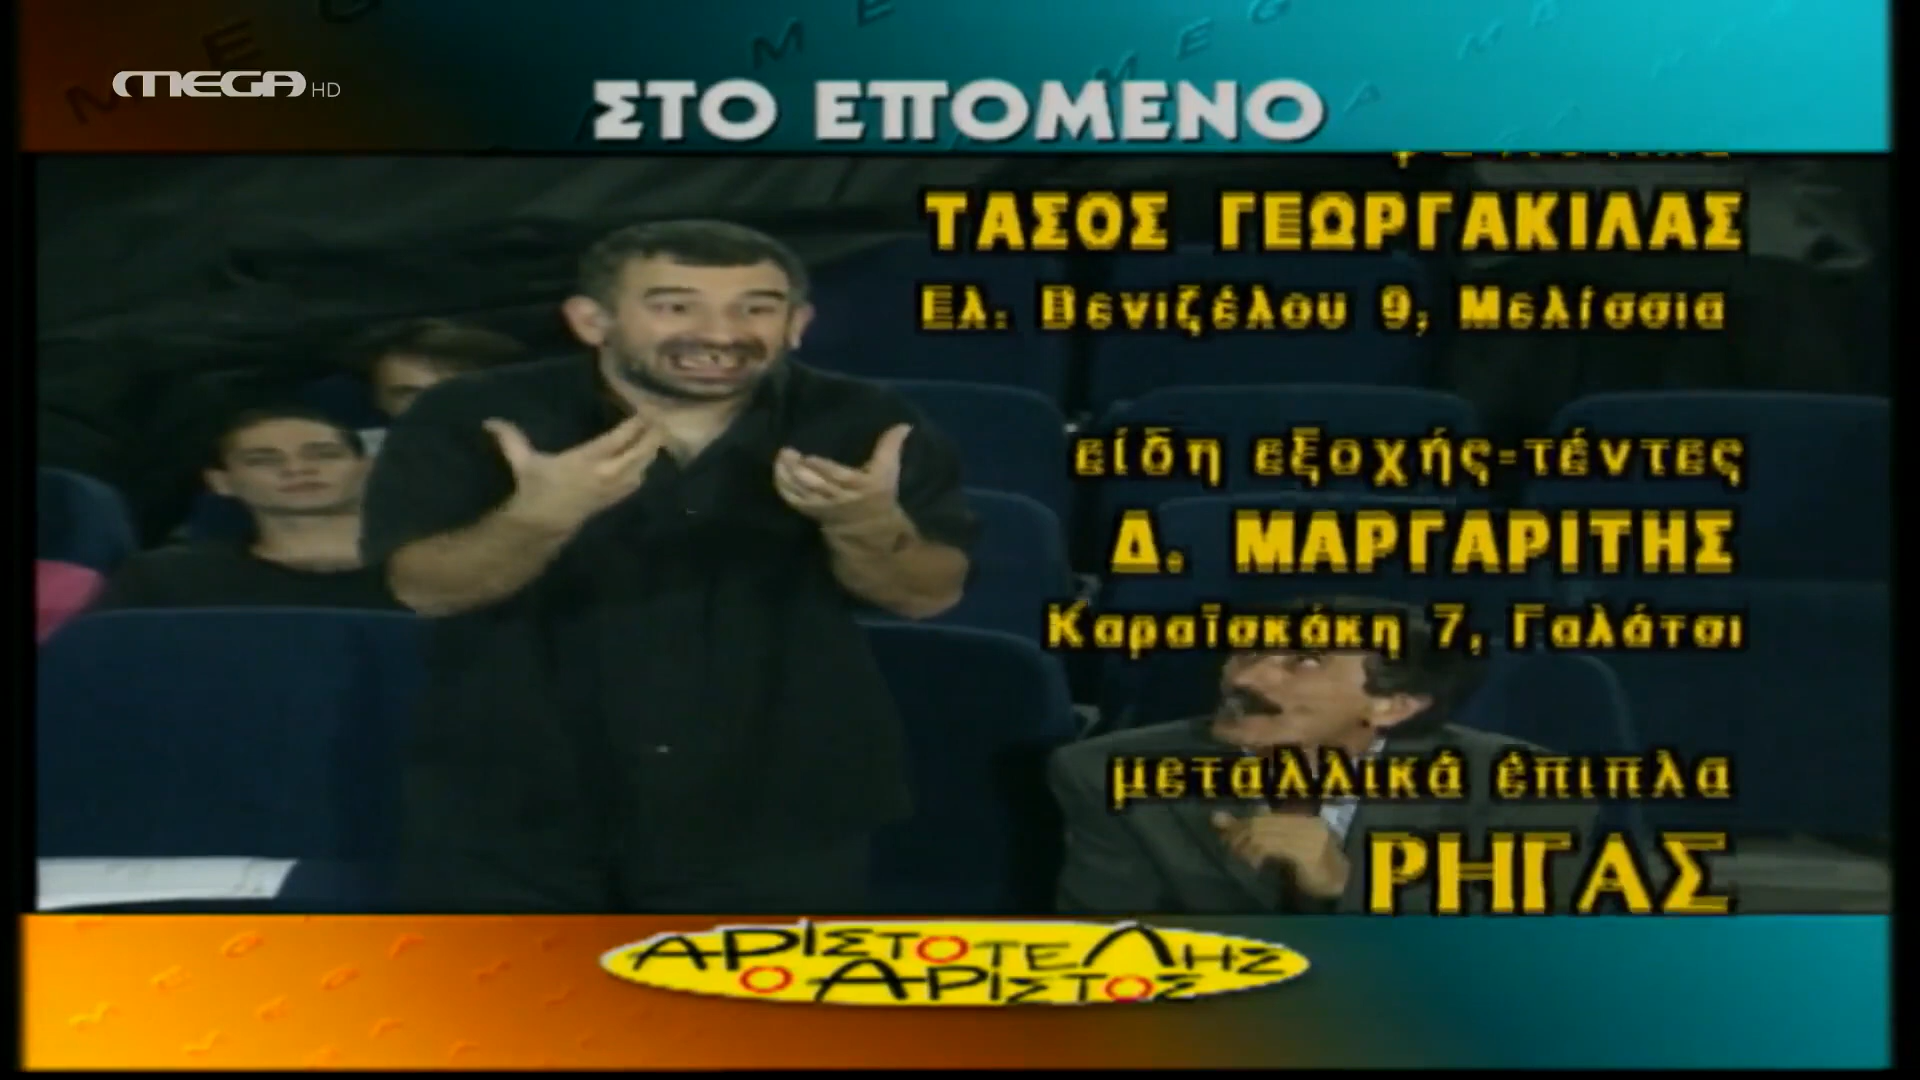 MEGA HD
ΣΤΟ ΕΠΟΜΕΝΟ
ΤΑΣΟΣ ΓΕΩΡΓΑΚΙΛΑΣ
Ελ. Βενιζέλου 9, Μελίσσια
είδη εξοχής-τέντες
Δ. ΜΑΡΓΑΡΙΤΗΣ
Καραϊσκάκη 7, Γαλάτσι
μεταλλικά έπιπλα
ΡΗΓΑΣ
ΑΡΙΣΤΟΤΕΛΗΣ
Ο ΑΡΙΣΤΟΣ